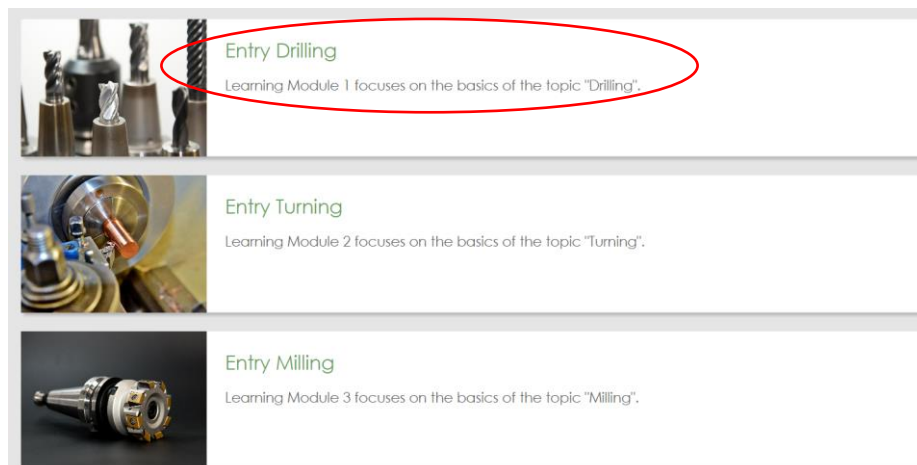 Entry Drilling
Learning Module 1 focuses on the basics of the topic "Drilling".
Entry Turning
Learning Module 2 focuses on the basics of the topic "Turning".
Entry Milling
Learning Module 3 focuses on the basics of the topic "Milling".